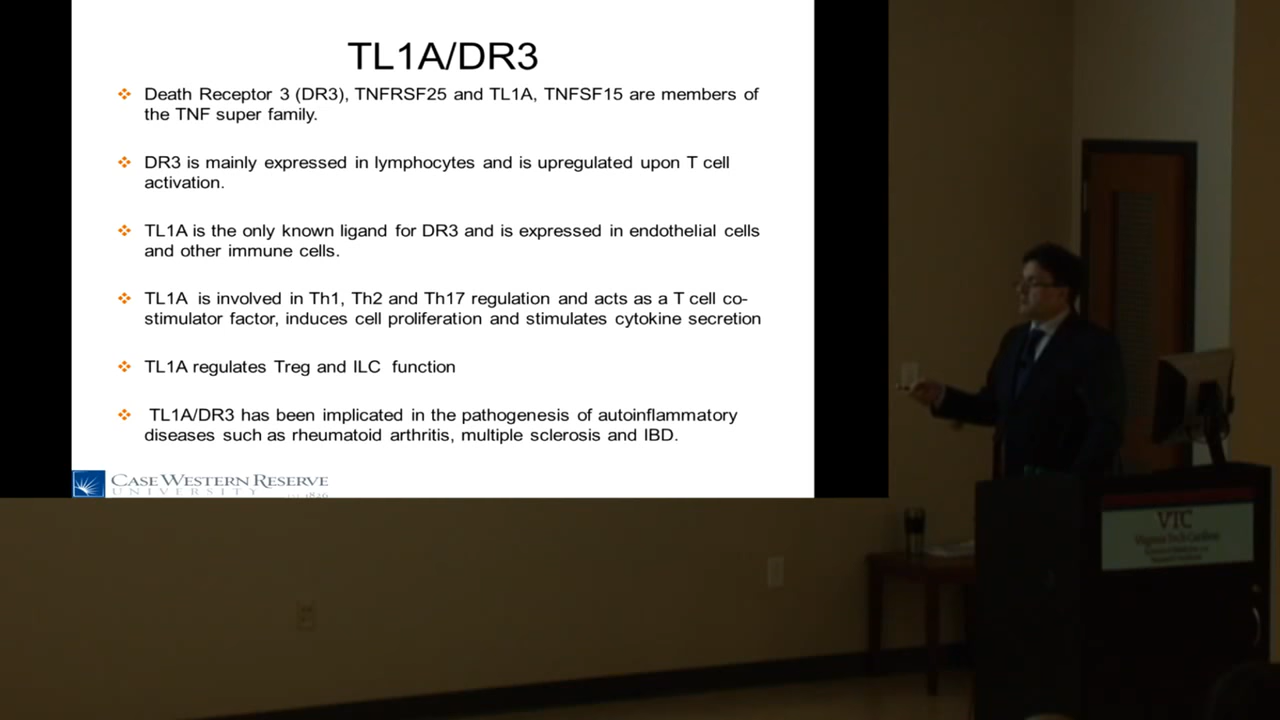 TL1A/DR3
Death Receptor 3 (DR3), TNFRSF25 and TL1A, TNFSF15 are members of
the TNF super family.
DR3 is mainly expressed in lymphocytes and is upregulated upon T cell
activation.
TL1A is the only known ligand for DR3 and is expressed in endothelial cells
and other immune cells.
TL1A is involved in Th1, Th2 and Th17 regulation and acts as a T cell co-
stimulator factor, induces cell proliferation and stimulates cytokine secretion
TL1A regulates Treg and ILC function
TL1A/DR3 has been implicated in the pathogenesis of autoinflammatory
diseases such as rheumatoid arthritis, multiple sclerosis and IBD.
CASE WESTERN RESERVE
UNIVERSITY 1826
VTC
Virginia Tech Carilion